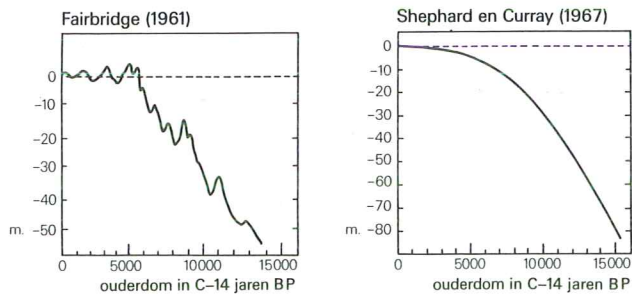 Fairbridge (1961)
0
-10
-20
-30
-40
m. -50
0 5000 10000 15000
ouderdom in C-14 jaren BP
Shephard en Curray (1967)
0
-10
-20
-30
-40
-50
-60
-70
m. -80
0 5000 10000 15000
ouderdom in C-14 jaren BP